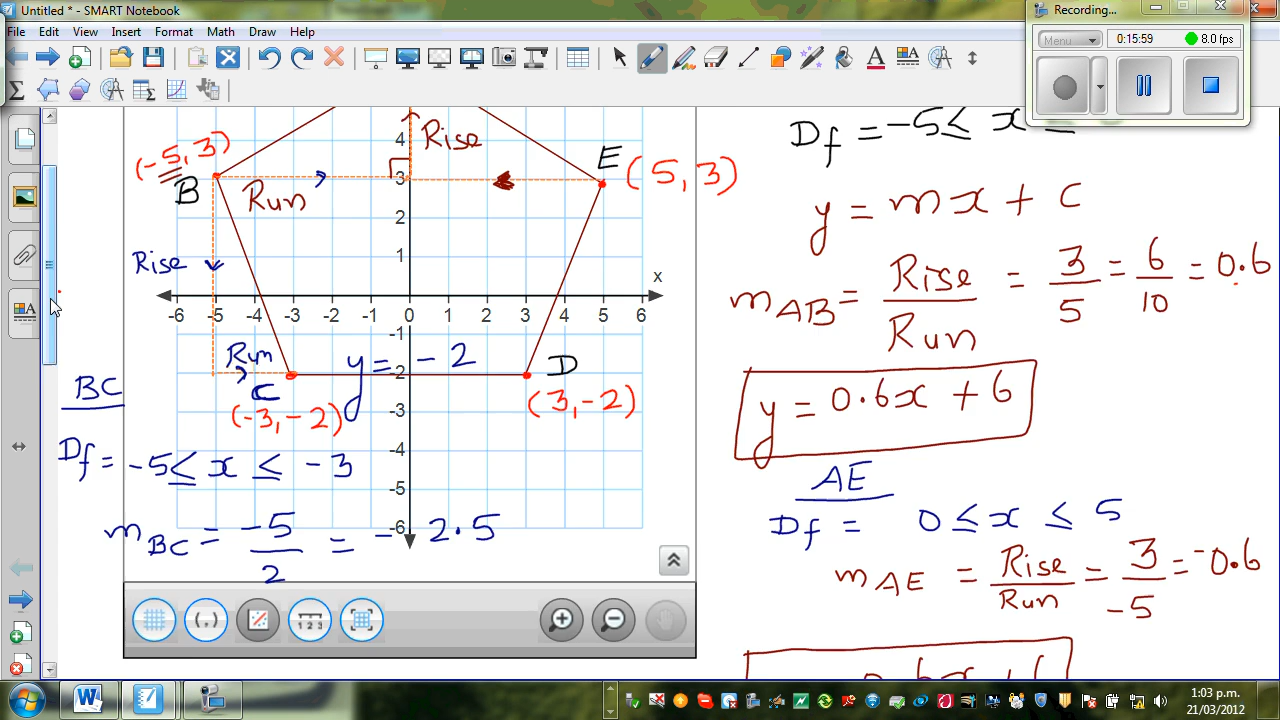 Untitled * - SMART Notebook
File Edit View Insert Format Math Draw Help
Recording...
Menu
0:15:59
8.0 fps
4
Rise
(-5,3)
B
3
Run
E
(5,3)
2
Rise
1
x
-6 -5 -4 -3 -2 -1 0 1 2 3 4 5 6
-1
Run
y = -2
-2
D
C
(-3,-2)
(3,-2)
-3
BC
-4
Df = -5 ≤ x ≤ -3
-5
-6
mBC = -5/2 = -2.5
Df = -5 ≤ x ≤
y = mx + c
mAB = Rise/Run = 3/5 = 6/10 = 0.6
y = 0.6x + 6
AE
Df = 0 ≤ x ≤ 5
mAE = Rise/Run = 3/-5 = -0.6
0.6x + 6
1:03 p.m.
21/03/2012